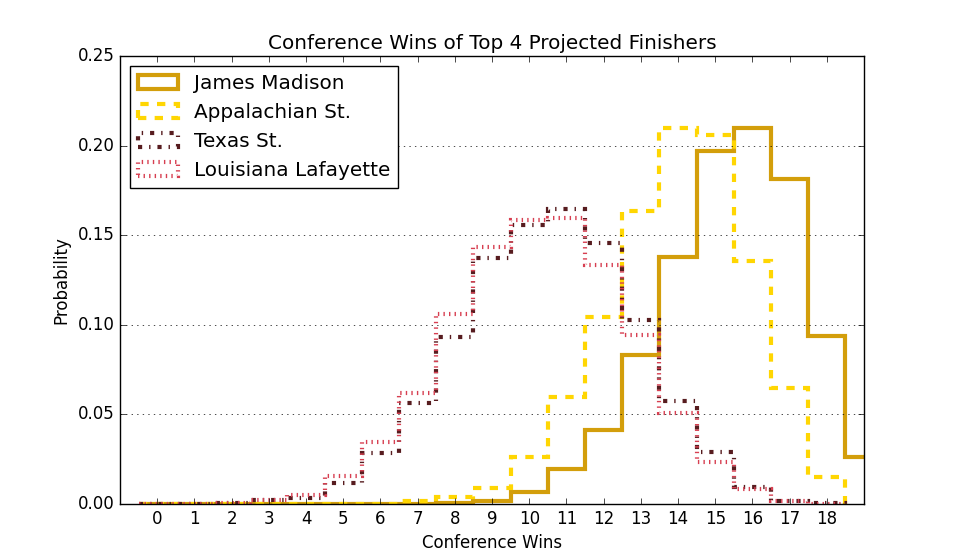 Conference Wins of Top 4 Projected Finishers
0.25
0.20
0.15
0.10
0.05
0.00
Probability
James Madison
Appalachian St.
Texas St.
Louisiana Lafayette
0 1 2 3 4 5 6 7 8 9 10 11 12 13 14 15 16 17 18
Conference Wins